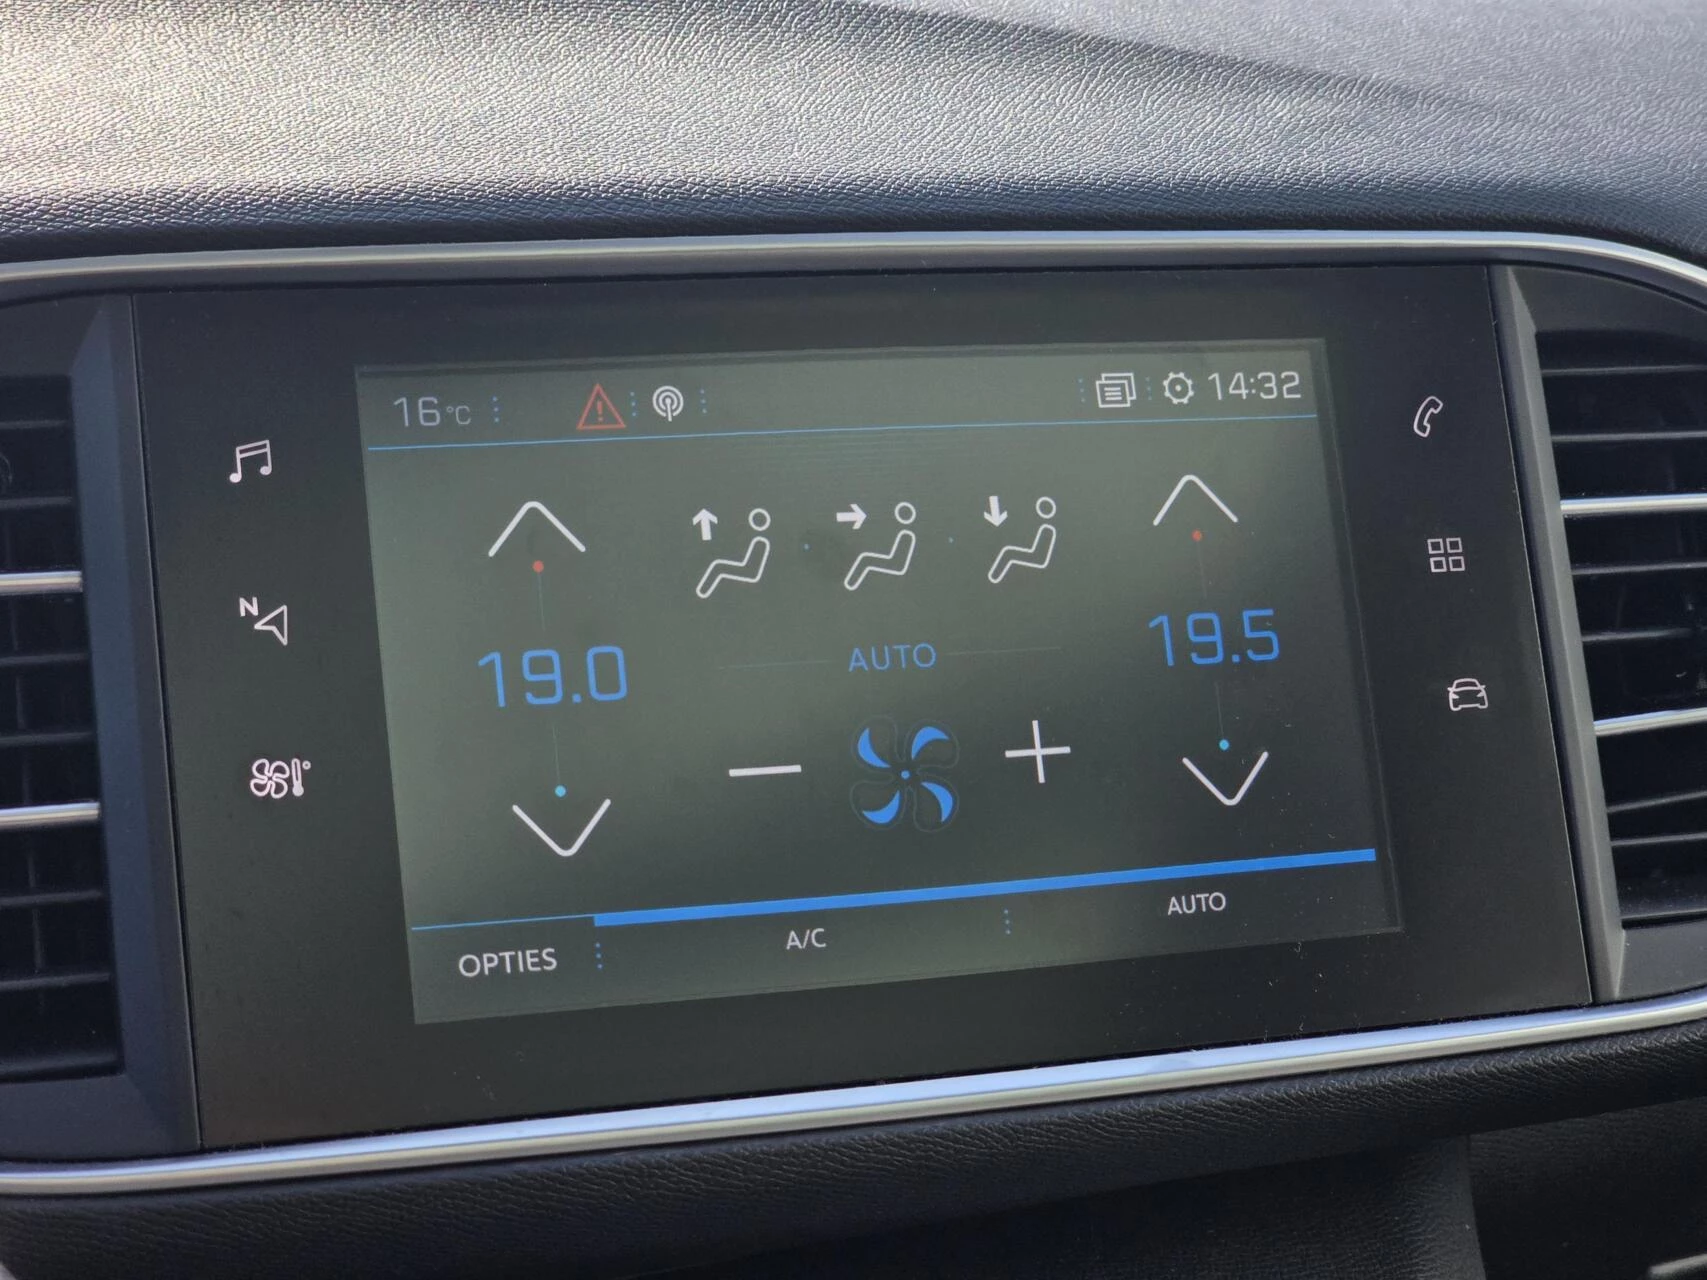 16°C
14:32
N
19.0
AUTO
19.5
OPTIES
A/C
AUTO